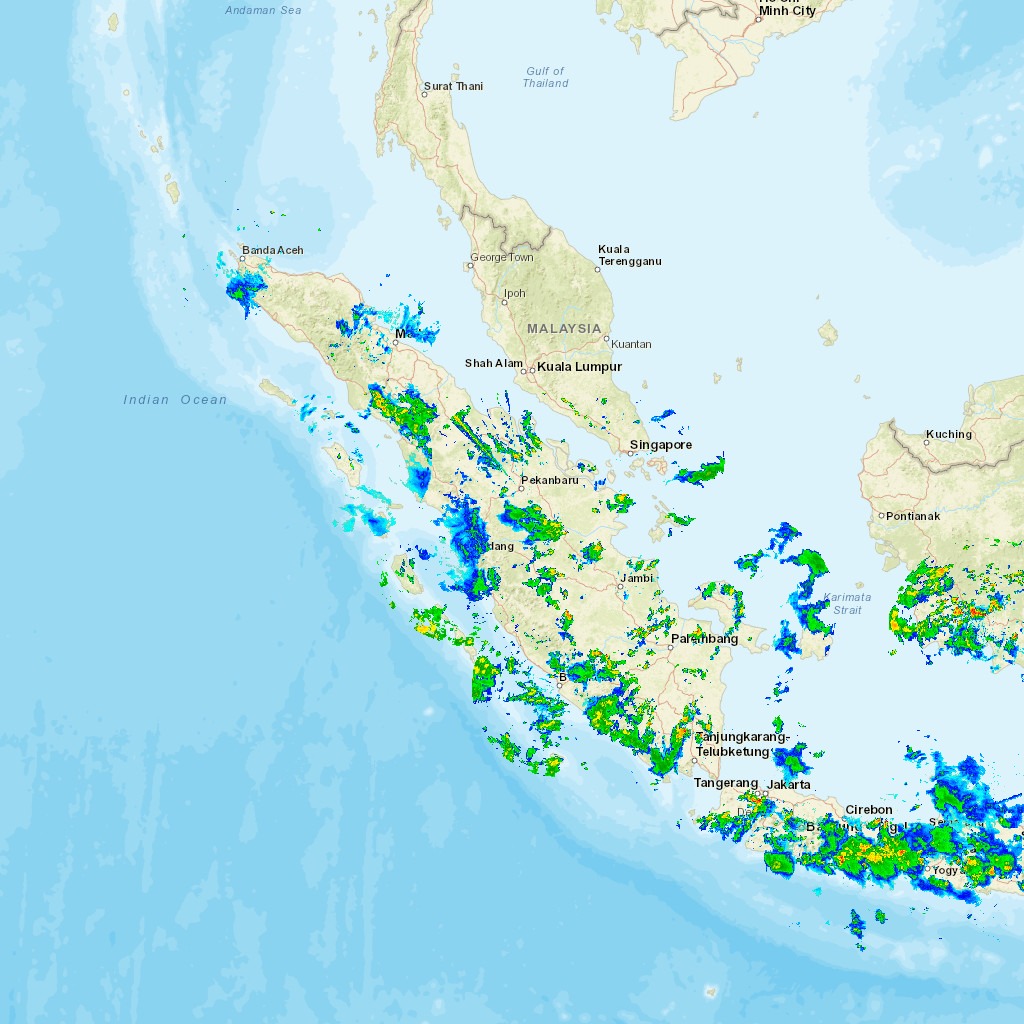 Andaman Sea
Minh City
Gulf of
Thailand
Surat Thani
Banda Aceh
George Town
Kuala
Terengganu
Ipoh
MALAYSIA
Kuantan
Shah Alam
Kuala Lumpur
Indian Ocean
Singapore
Kuching
Pekanbaru
Pontianak
Jambi
Karimata
Strait
Palembang
Tanjungkarang-
Telubketung
Tangerang
Jakarta
Cirebon